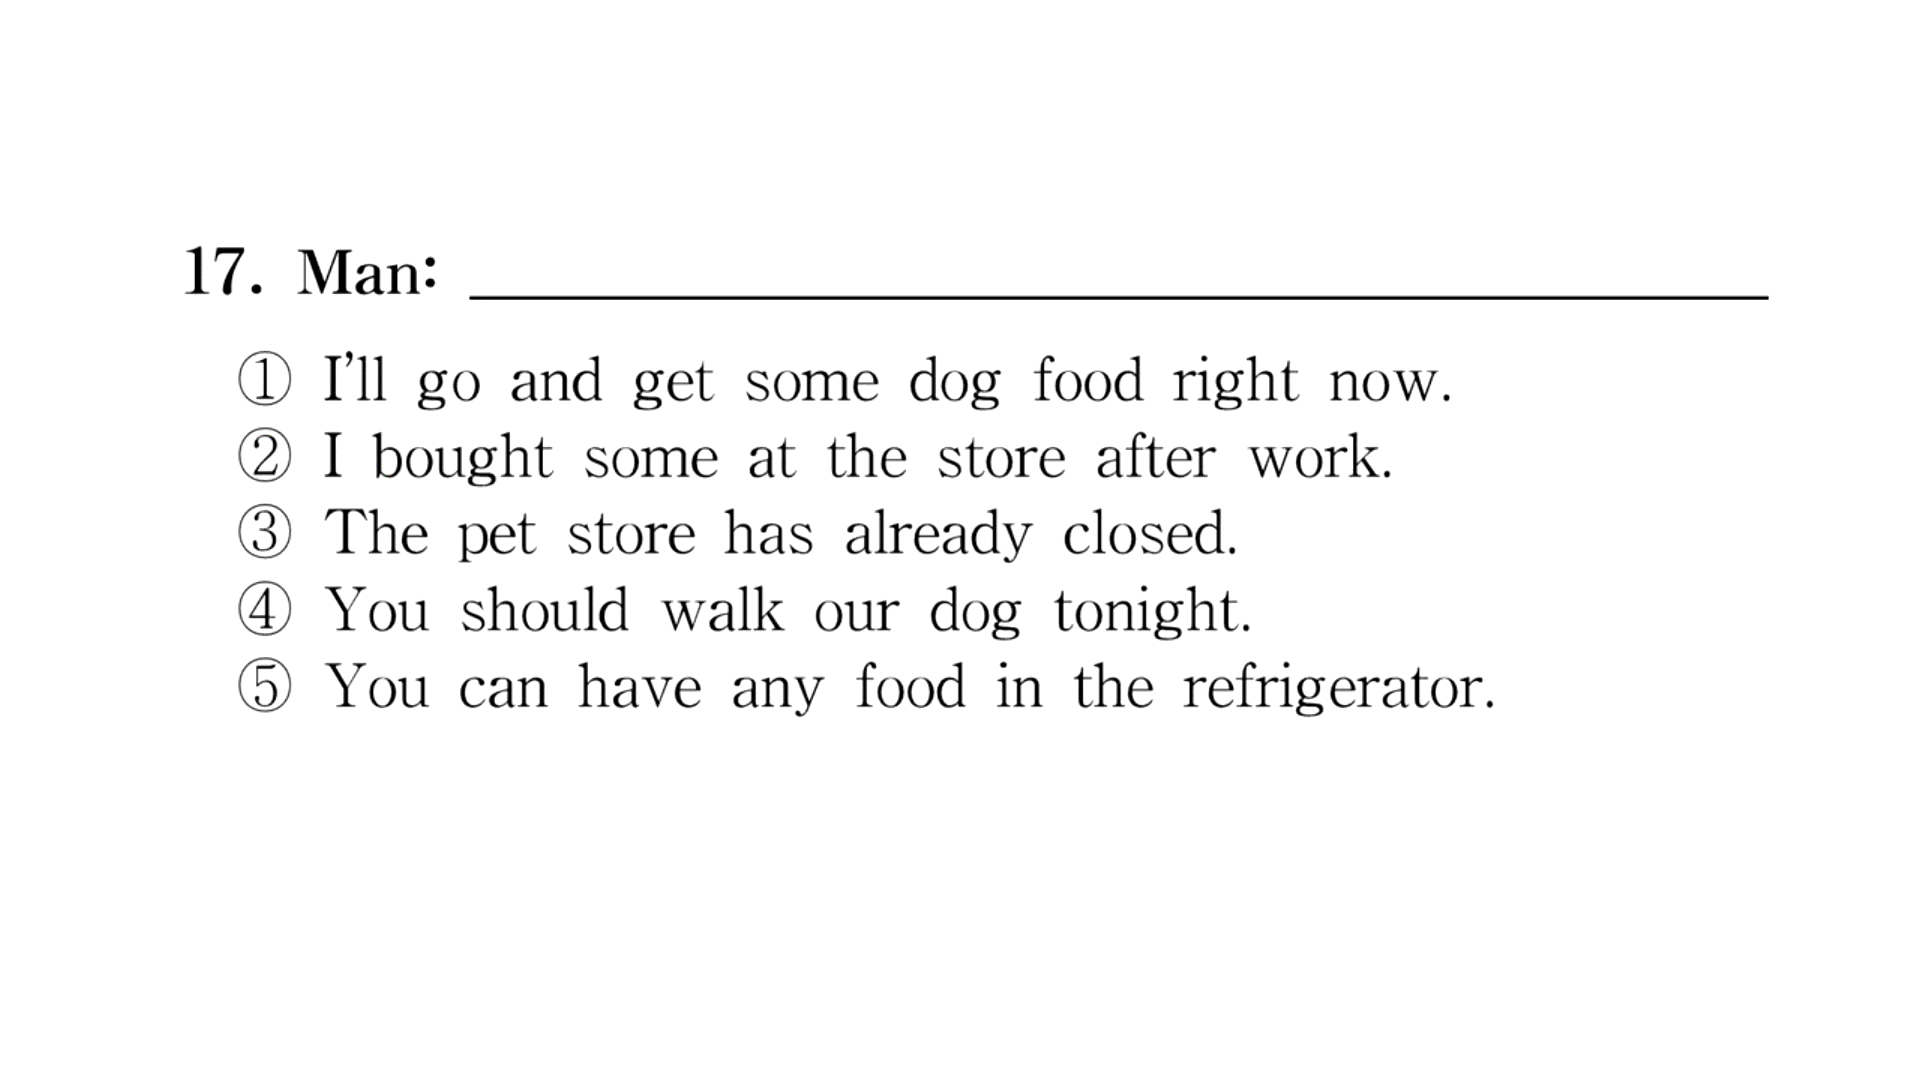 17. Man: ____________________
① I'll go and get some dog food right now.
② I bought some at the store after work.
③ The pet store has already closed.
④ You should walk our dog tonight.
⑤ You can have any food in the refrigerator.